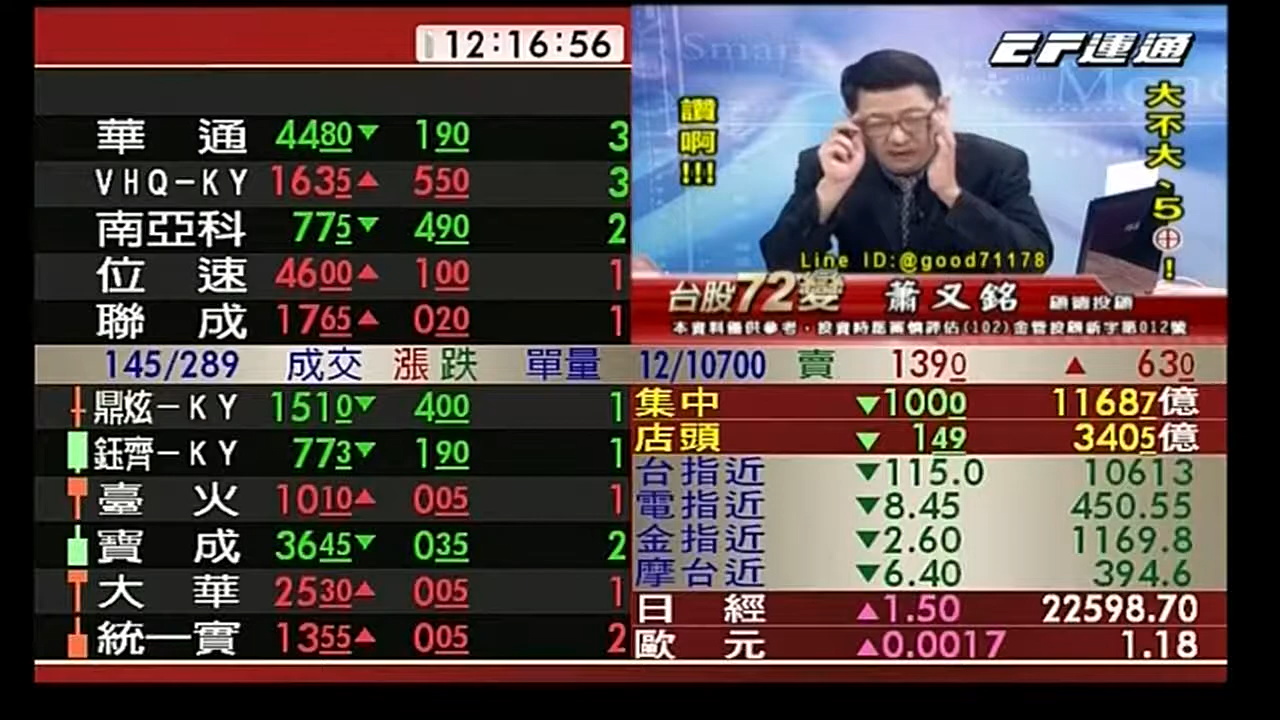 12:16:56
華 通 4480▼ 190 3
VHQ-KY 1635▲ 550 3
南亞科 775▼ 490 2
位 速 4600▲ 100 1
聯 成 1765▲ 020 1
145/289 成交 漲跌 單量
鼎炫-KY 1510▼ 400 1
鈺齊-KY 773▼ 190 1
臺 火 1010▲ 005 1
寶 成 3645▼ 035 2
大 華 2530▲ 005 1
統一實 1355▲ 005 2
運通
Smart
Mone
讚啊!!!
大不大、5㊉!
Line ID:@good71178
台股72變 蕭又銘
本資料僅供參考,投資時應審慎評估(102)金管投顧新字第012號
12/10700 賣 1390 ▲ 630
集中 ▼1000 11687億
店頭 ▼ 149 3405億
台指近 ▼115.0 10613
電指近 ▼8.45 450.55
金指近 ▼2.60 1169.8
摩台近 ▼6.40 394.6
日 經 ▲1.50 22598.70
歐 元 ▲0.0017 1.18